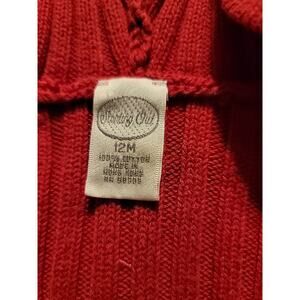 Starting Out
12M
100% COTTON
MADE IN
HONG KONG